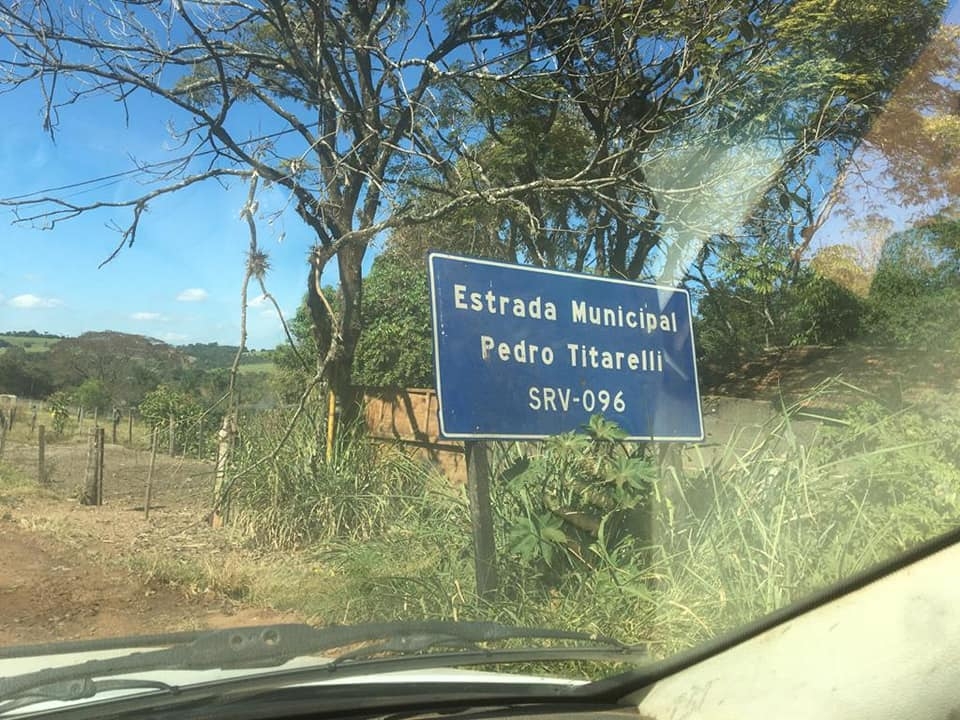 Estrada Municipal
Pedro Titarelli
SRV-096